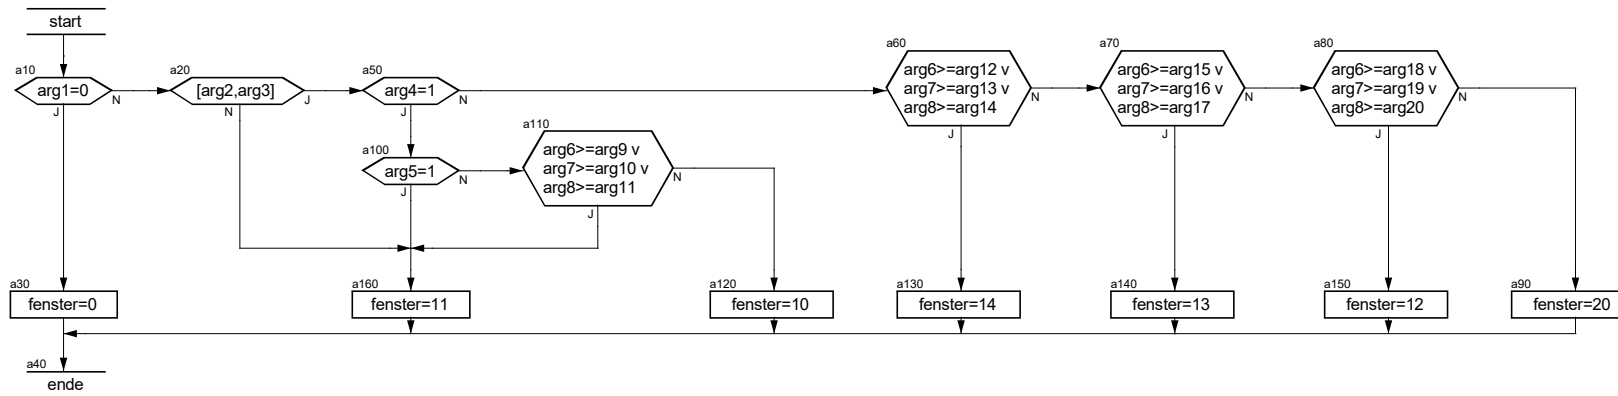 start
a10
arg1=0
N
J
a20
[arg2,arg3]
J
N
a50
arg4=1
N
J
a60
arg6>=arg12 v
arg7>=arg13 v
arg8>=arg14
N
J
a70
arg6>=arg15 v
arg7>=arg16 v
arg8>=arg17
N
J
a80
arg6>=arg18 v
arg7>=arg19 v
arg8>=arg20
N
J
a100
arg5=1
N
J
a110
arg6>=arg9 v
arg7>=arg10 v
arg8>=arg11
N
J
a30
fenster=0
a160
fenster=11
a120
fenster=10
a130
fenster=14
a140
fenster=13
a150
fenster=12
a90
fenster=20
a40
ende